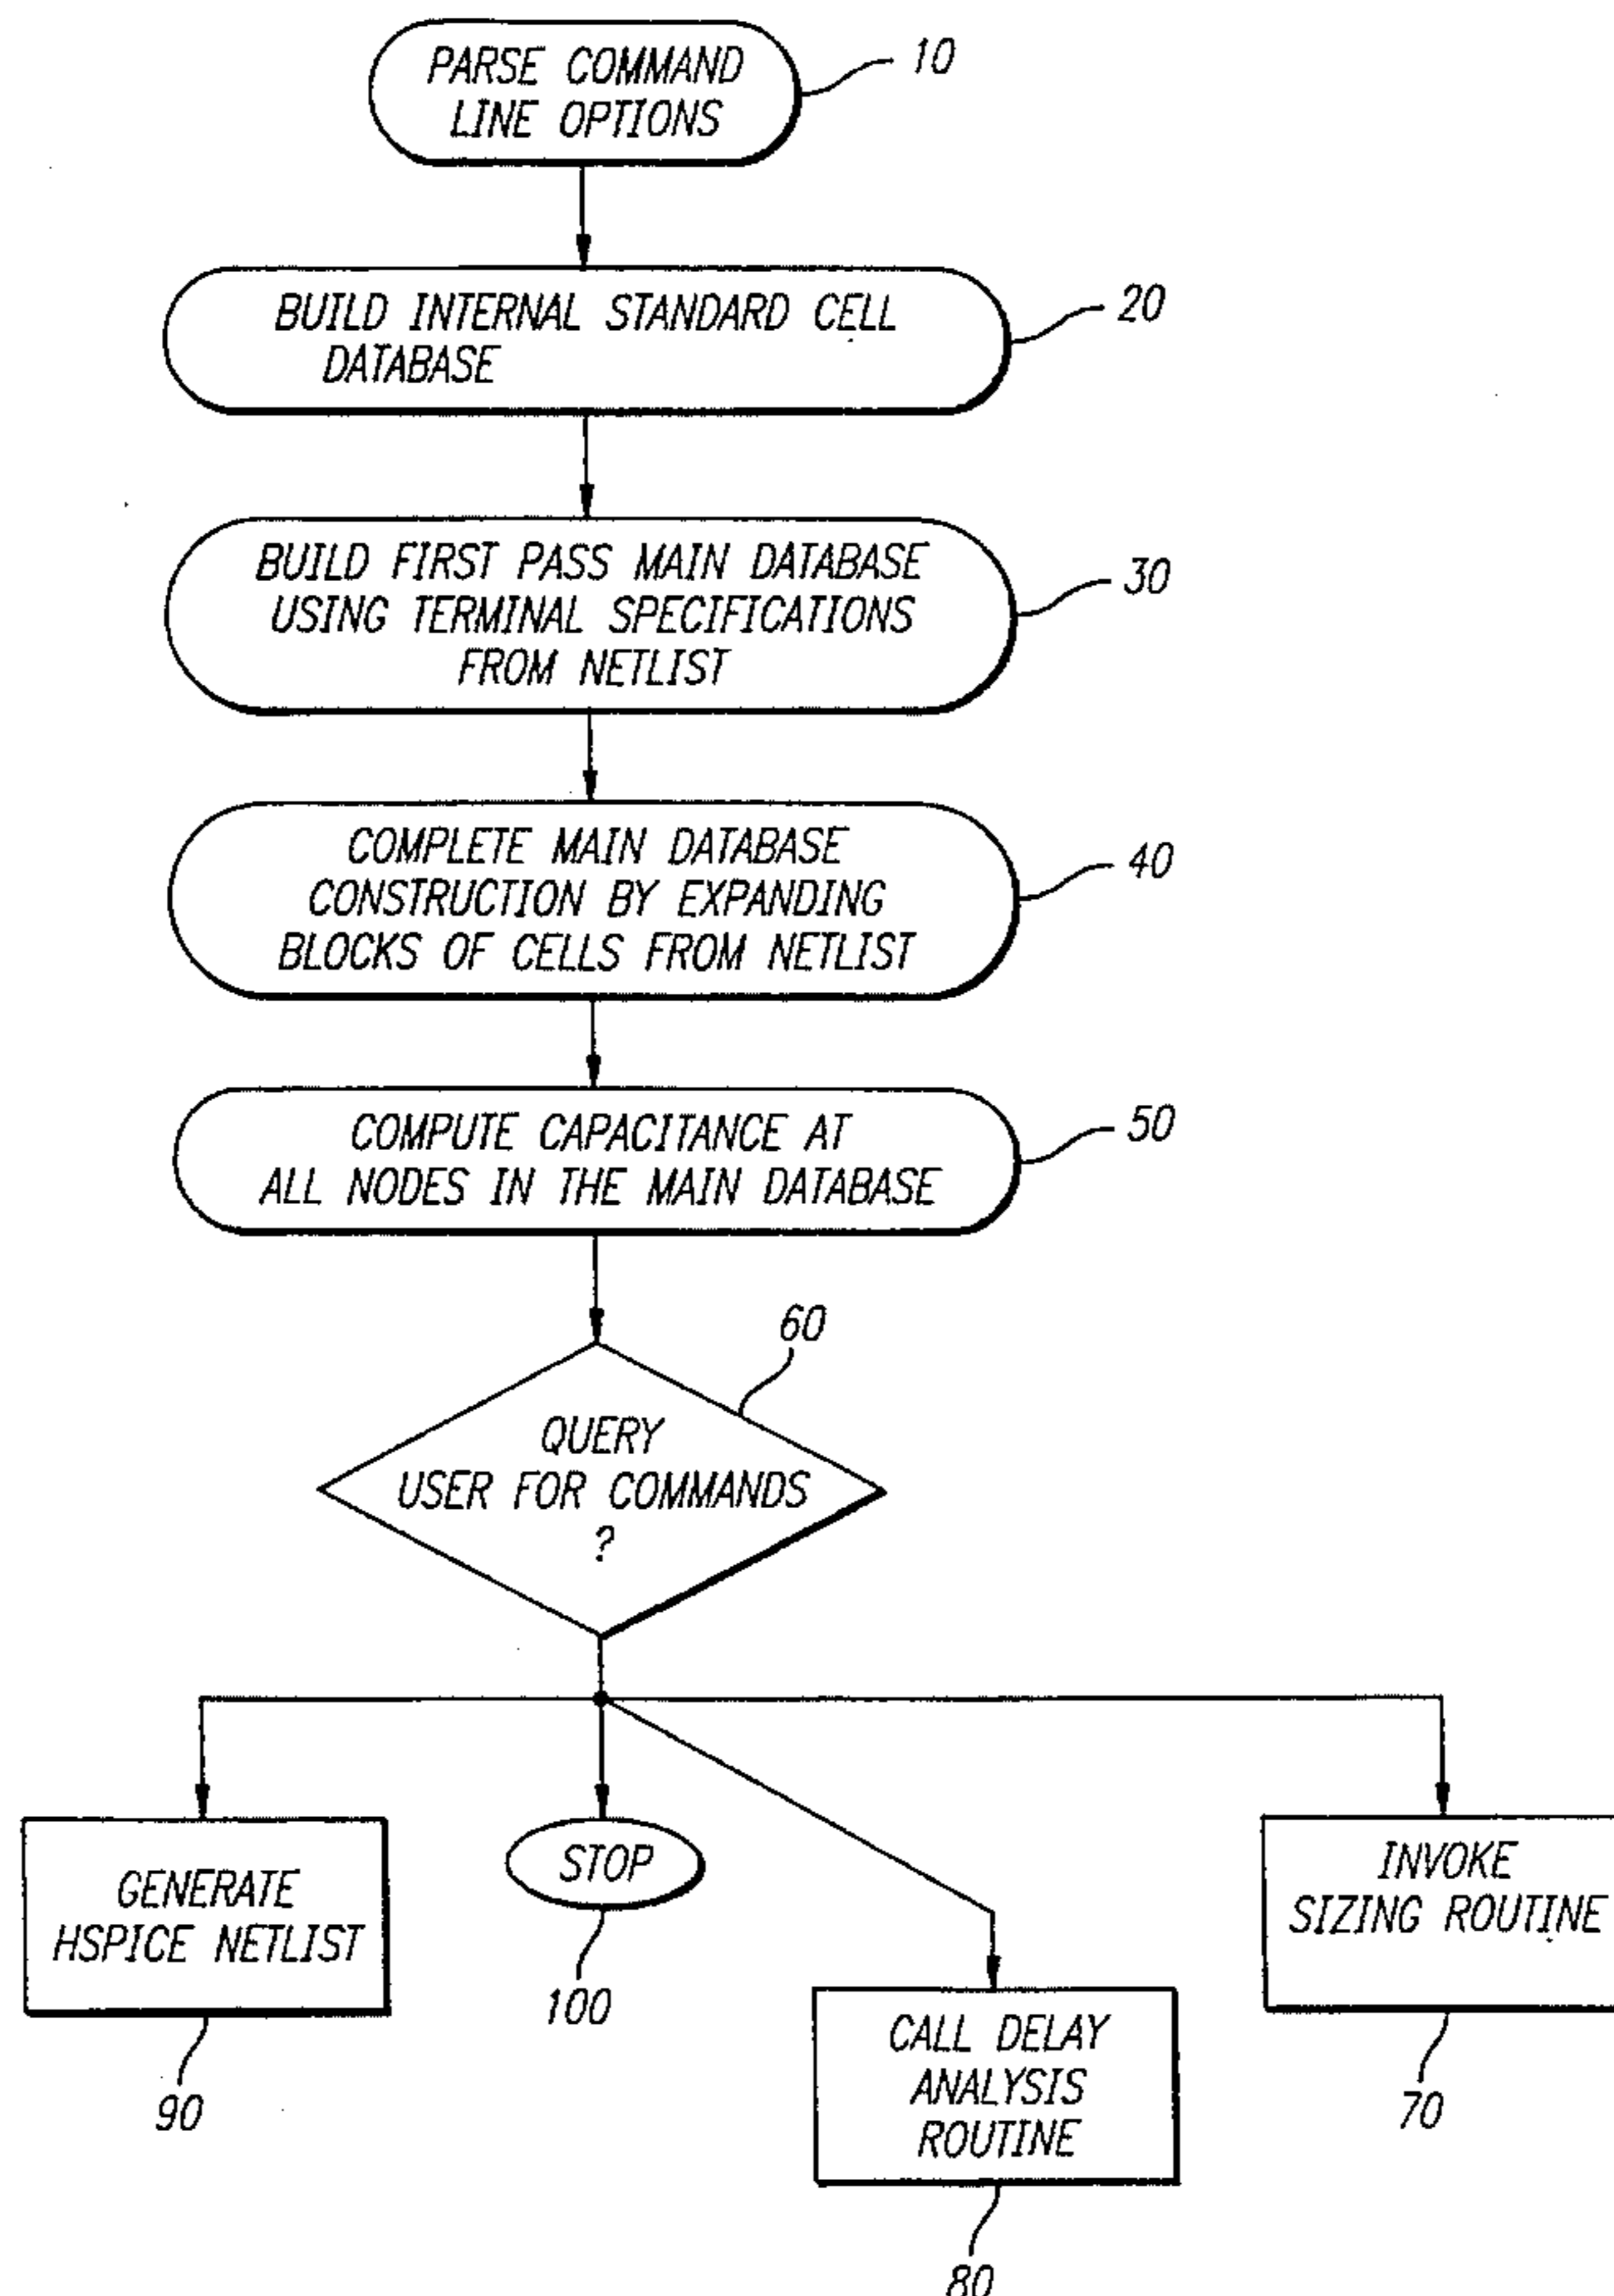 PARSE COMMAND
LINE OPTIONS
10
BUILD INTERNAL STANDARD CELL
DATABASE
20
BUILD FIRST PASS MAIN DATABASE
USING TERMINAL SPECIFICATIONS
FROM NETLIST
30
COMPLETE MAIN DATABASE
CONSTRUCTION BY EXPANDING
BLOCKS OF CELLS FROM NETLIST
40
COMPUTE CAPACITANCE AT
ALL NODES IN THE MAIN DATABASE
50
60
QUERY
USER FOR COMMANDS
?
GENERATE
HSPICE NETLIST
90
STOP
100
CALL DELAY
ANALYSIS
ROUTINE
80
INVOKE
SIZING ROUTINE
70